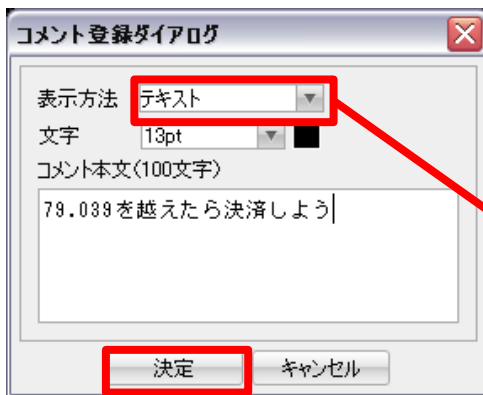 コメント登録ダイアログ
表示方法 テキスト
文字 13pt
コメント本文(100文字)
79.039を越えたら決済しよう
決定 キャンセル